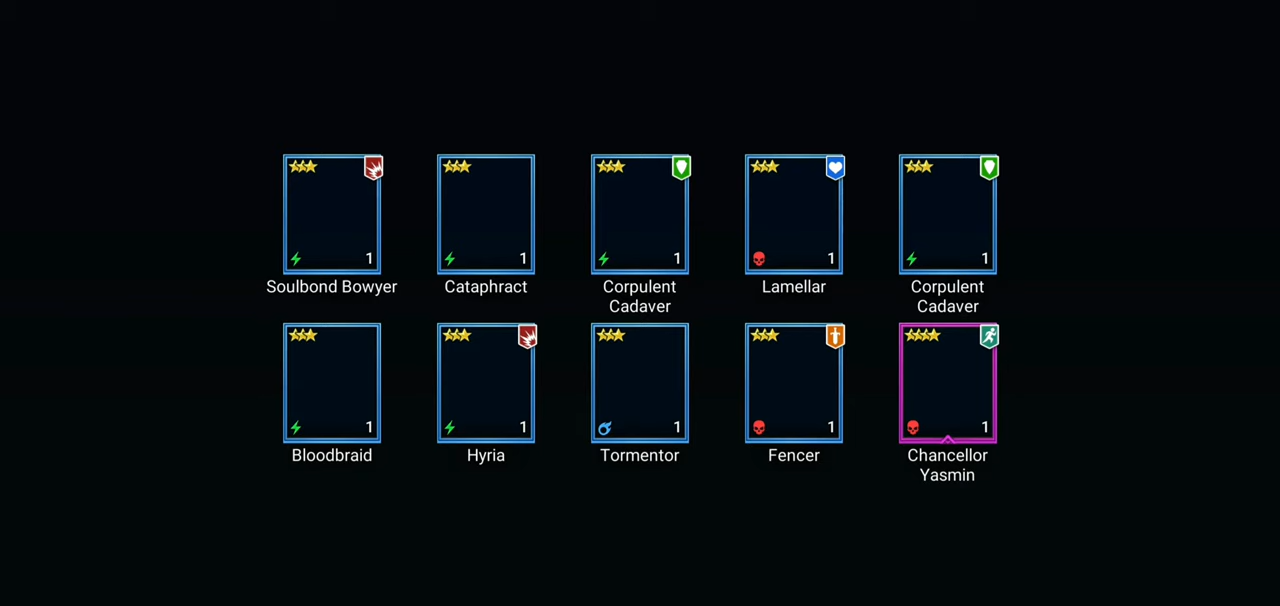 1
1
1
1
1
Soulbond Bowyer
Cataphract
Corpulent
Cadaver
Lamellar
Corpulent
Cadaver
1
1
1
1
1
Bloodbraid
Hyria
Tormentor
Fencer
Chancellor
Yasmin